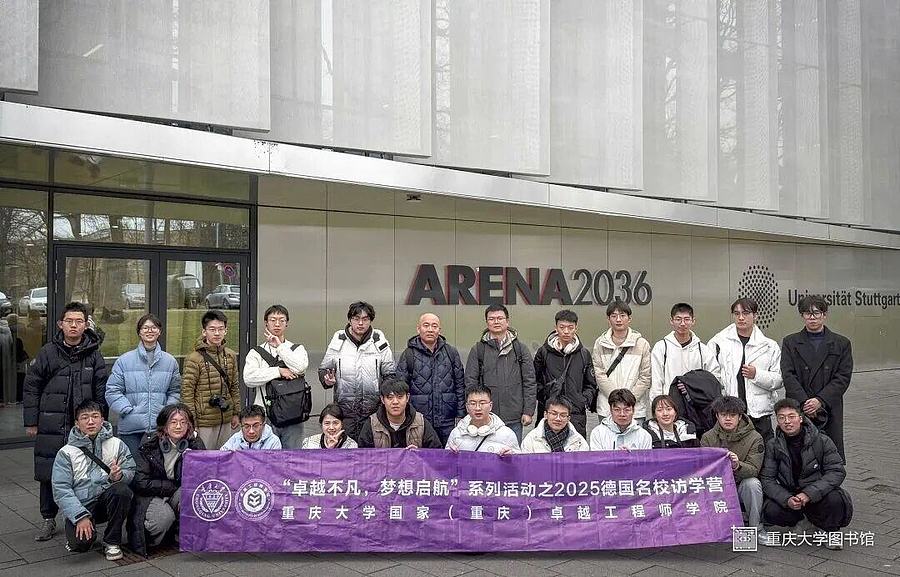 ARENA2036
Universität Stuttgart
“卓越不凡，梦想启航”系列活动之2025德国名校访学营
重庆大学国家（重庆）卓越工程师学院
重庆大学图书馆